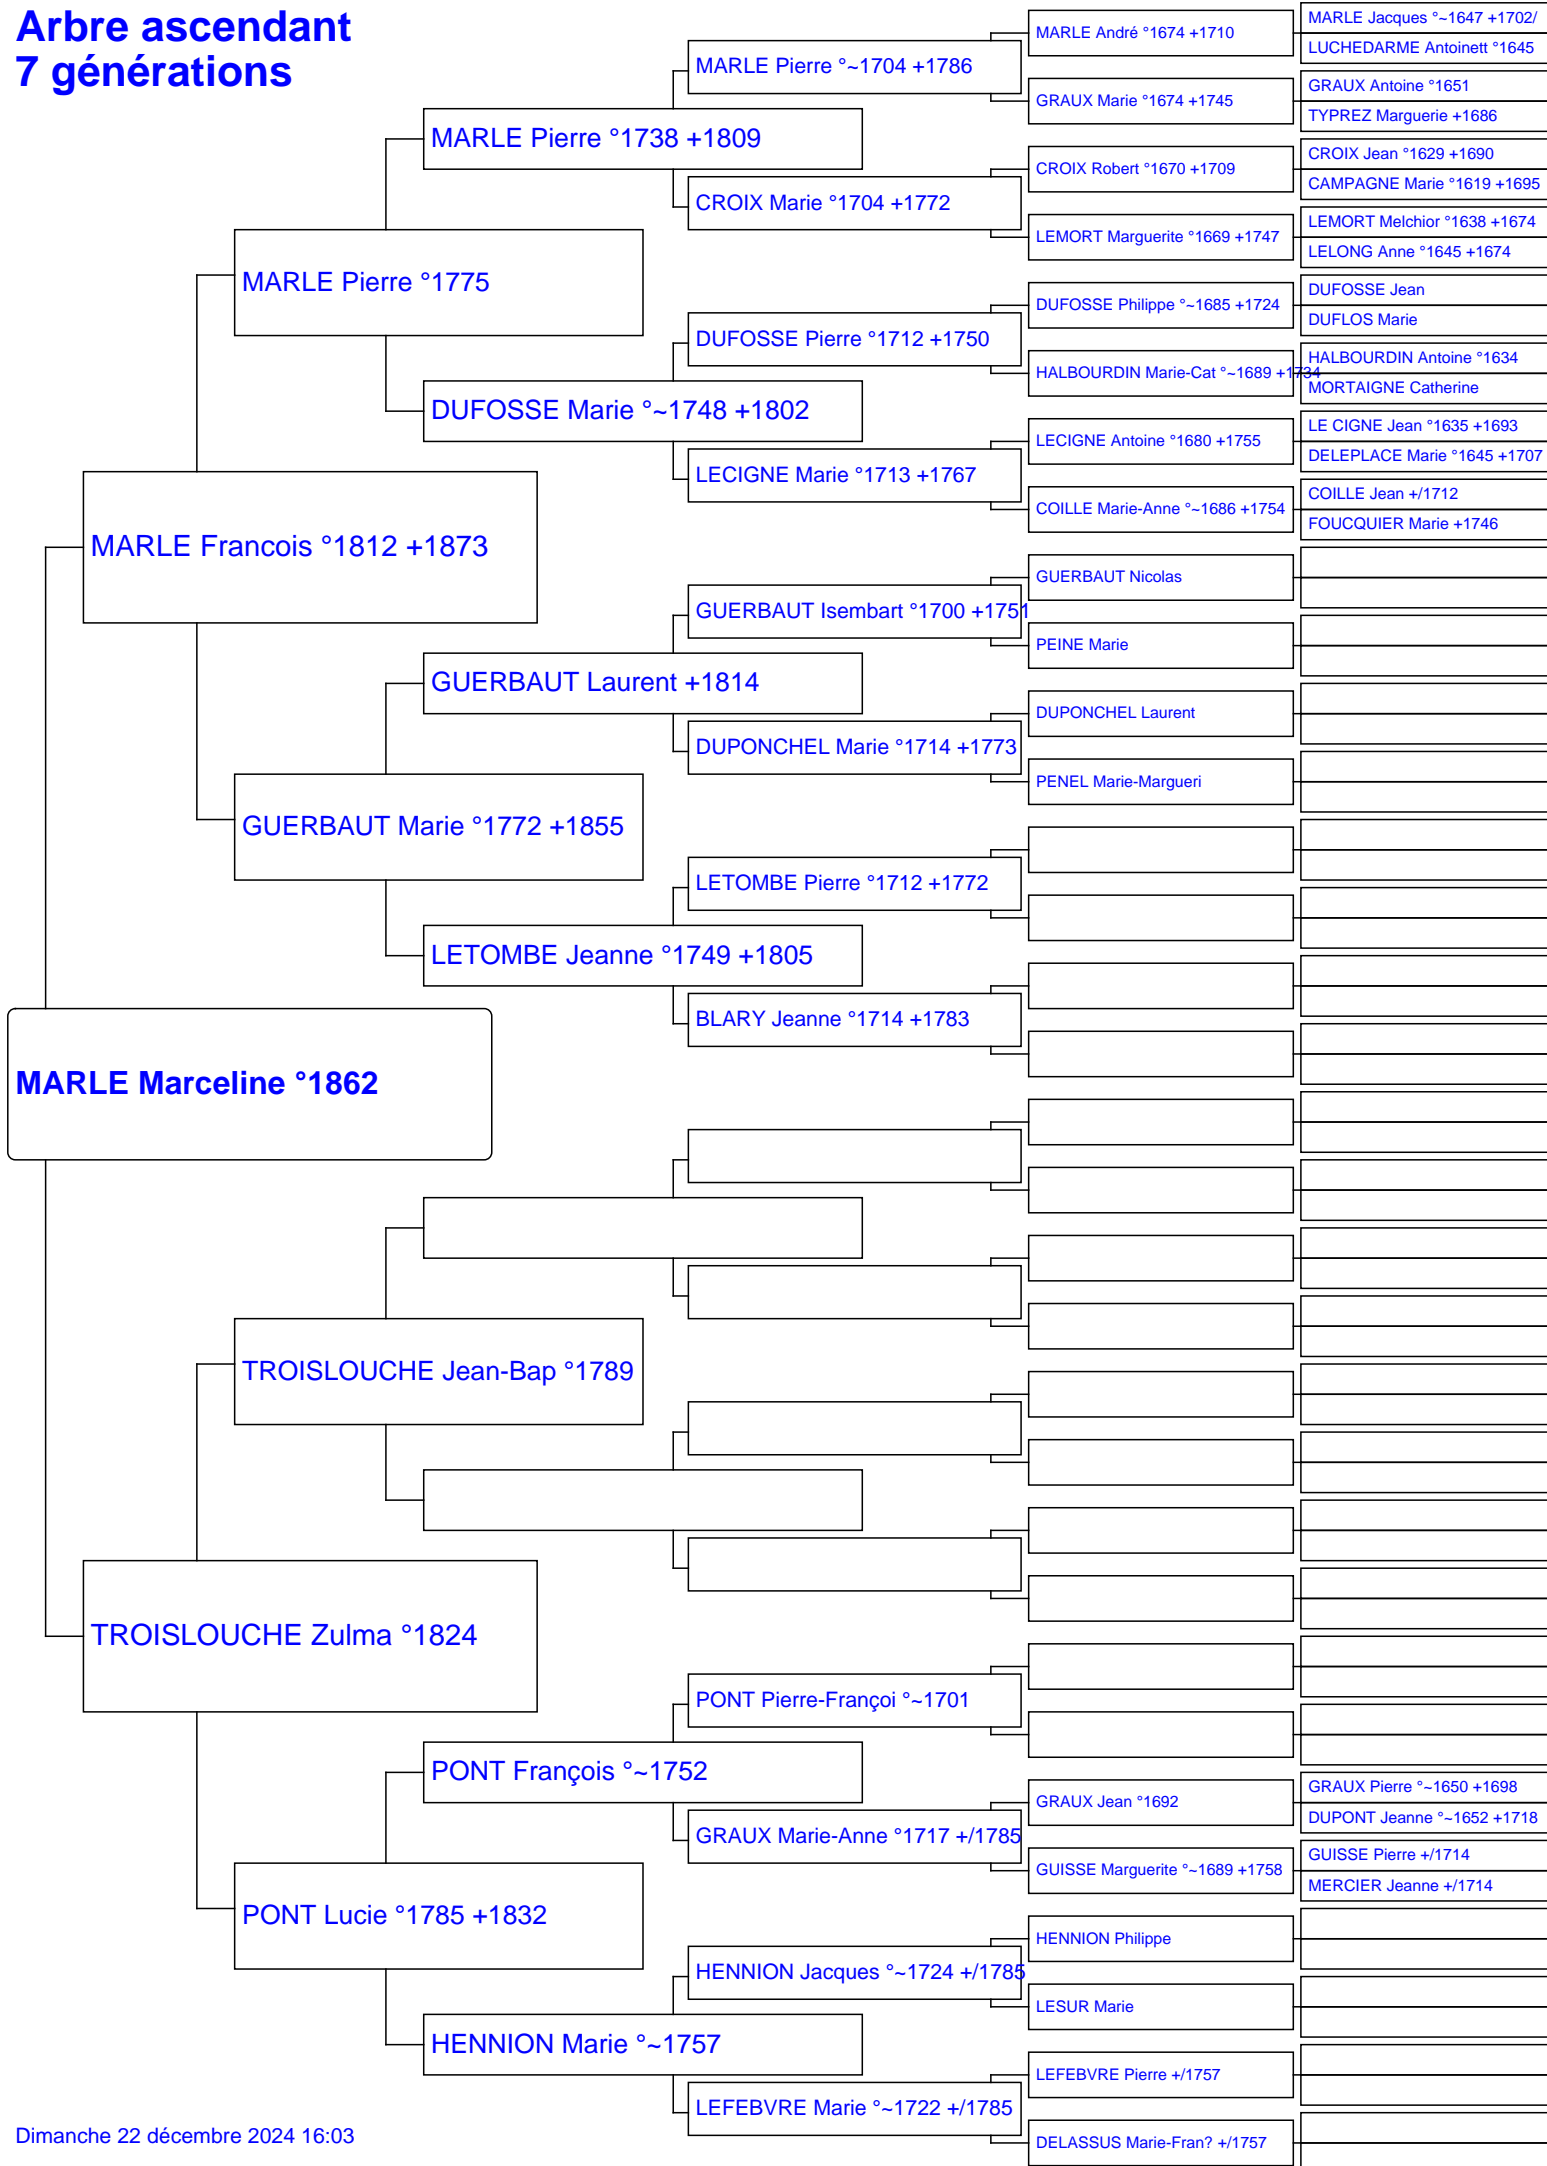 Arbre ascendant
7 générations
MARLE Marceline °1862
MARLE Francois °1812 +1873
TROISLOUCHE Zulma °1824
MARLE Pierre °1775
GUERBAUT Marie °1772 +1855
TROISLOUCHE Jean-Bap °1789
PONT Lucie °1785 +1832
MARLE Pierre °1738 +1809
DUFOSSE Marie °~1748 +1802
GUERBAUT Laurent +1814
LETOMBE Jeanne °1749 +1805
PONT François °~1752
HENNION Marie °~1757
MARLE Pierre °~1704 +1786
CROIX Marie °1704 +1772
DUFOSSE Pierre °1712 +1750
LECIGNE Marie °1713 +1767
GUERBAUT Isembart °1700 +1751
DUPONCHEL Marie °1714 +1773
LETOMBE Pierre °1712 +1772
BLARY Jeanne °1714 +1783
PONT Pierre-Françoi °~1701
GRAUX Marie-Anne °1717 +/1785
HENNION Jacques °~1724 +/1785
LEFEBVRE Marie °~1722 +/1785
MARLE André °1674 +1710
GRAUX Marie °1674 +1745
CROIX Robert °1670 +1709
LEMORT Marguerite °1669 +1747
DUFOSSE Philippe °~1685 +1724
HALBOURDIN Marie-Cat °~1689 +1734
LECIGNE Antoine °1680 +1755
COILLE Marie-Anne °~1686 +1754
GUERBAUT Nicolas
PEINE Marie
DUPONCHEL Laurent
PENEL Marie-Margueri
GRAUX Jean °1692
GUISSE Marguerite °~1689 +1758
HENNION Philippe
LESUR Marie
LEFEBVRE Pierre +/1757
DELASSUS Marie-Fran? +/1757
MARLE Jacques °~1647 +1702/
LUCHEDARME Antoinett °1645
GRAUX Antoine °1651
TYPREZ Marguerie +1686
CROIX Jean °1629 +1690
CAMPAGNE Marie °1619 +1695
LEMORT Melchior °1638 +1674
LELONG Anne °1645 +1674
DUFOSSE Jean
DUFLOS Marie
HALBOURDIN Antoine °1634
MORTAIGNE Catherine
LE CIGNE Jean °1635 +1693
DELEPLACE Marie °1645 +1707
COILLE Jean +/1712
FOUCQUIER Marie +1746
GRAUX Pierre °~1650 +1698
DUPONT Jeanne °~1652 +1718
GUISSE Pierre +/1714
MERCIER Jeanne +/1714
Dimanche 22 décembre 2024 16:03